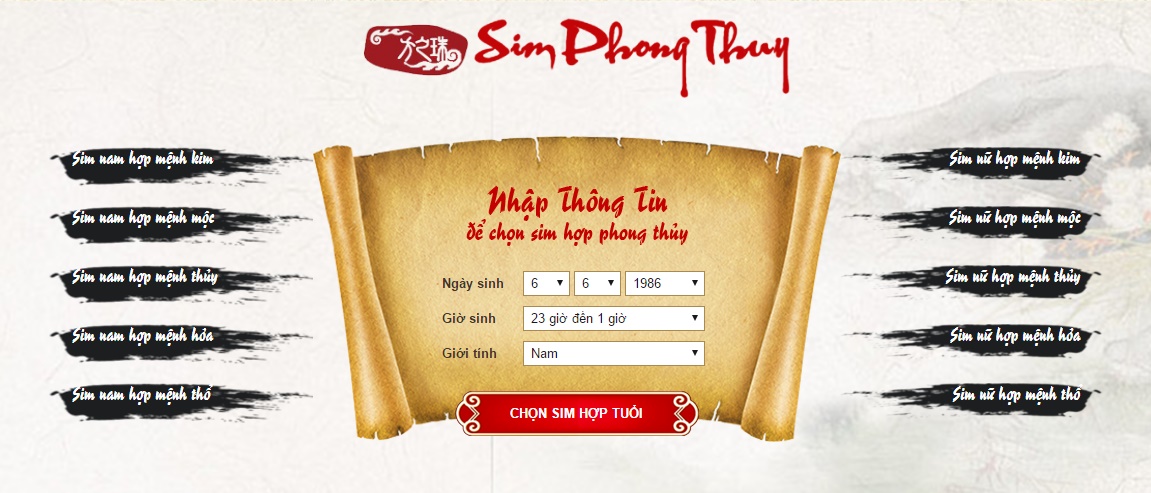 大之瑞 Sim Phong Thuy
Sim nam hợp mệnh kim
Sim nam hợp mệnh mộc
Sim nam hợp mệnh thủy
Sim nam hợp mệnh hỏa
Sim nam hợp mệnh thổ
Nhập Thông Tin
để chọn sim hợp phong thủy
Ngày sinh 6 6 1986
Giờ sinh 23 giờ đền 1 giờ
Giới tính Nam
CHỌN SIM HỢP TUỔI
Sim nữ hợp mệnh kim
Sim nữ hợp mệnh mộc
Sim nữ hợp mệnh thủy
Sim nữ hợp mệnh hỏa
Sim nữ hợp mệnh thổ